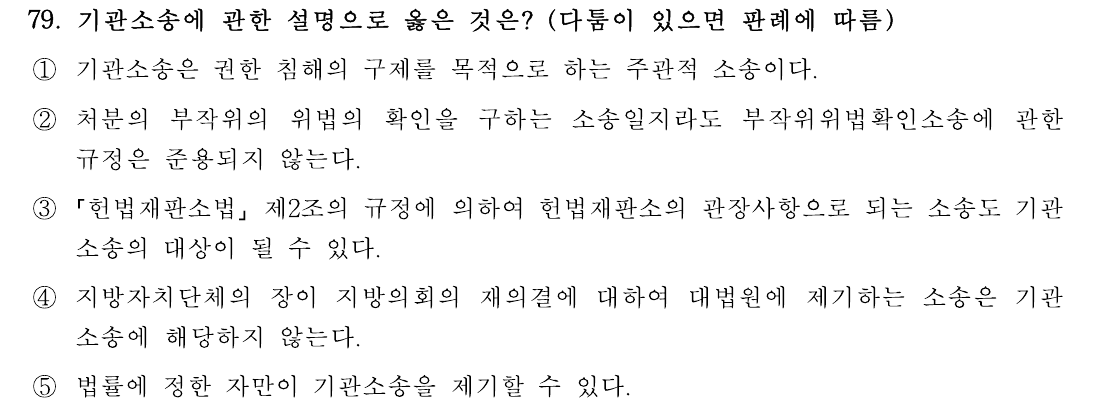 79. 기관소송에 관한 설명으로 옳은 것은? (다툼이 있으면 판례에 따름)
① 기관소송은 권한 침해의 구제를 목적으로 하는 주관적 소송이다.
② 처분의 부작위의 위법의 확인을 구하는 소송일지라도 부작위위법확인소송에 관한
규정은 준용되지 않는다.
③ 「헌법재판소법」 제2조의 규정에 의하여 헌법재판소의 관장사항으로 되는 소송도 기관
소송의 대상이 될 수 있다.
④ 지방자치단체의 장이 지방의회의 재의결에 대하여 대법원에 제기하는 소송은 기관
소송에 해당하지 않는다.
⑤ 법률에 정한 자만이 기관소송을 제기할 수 있다.